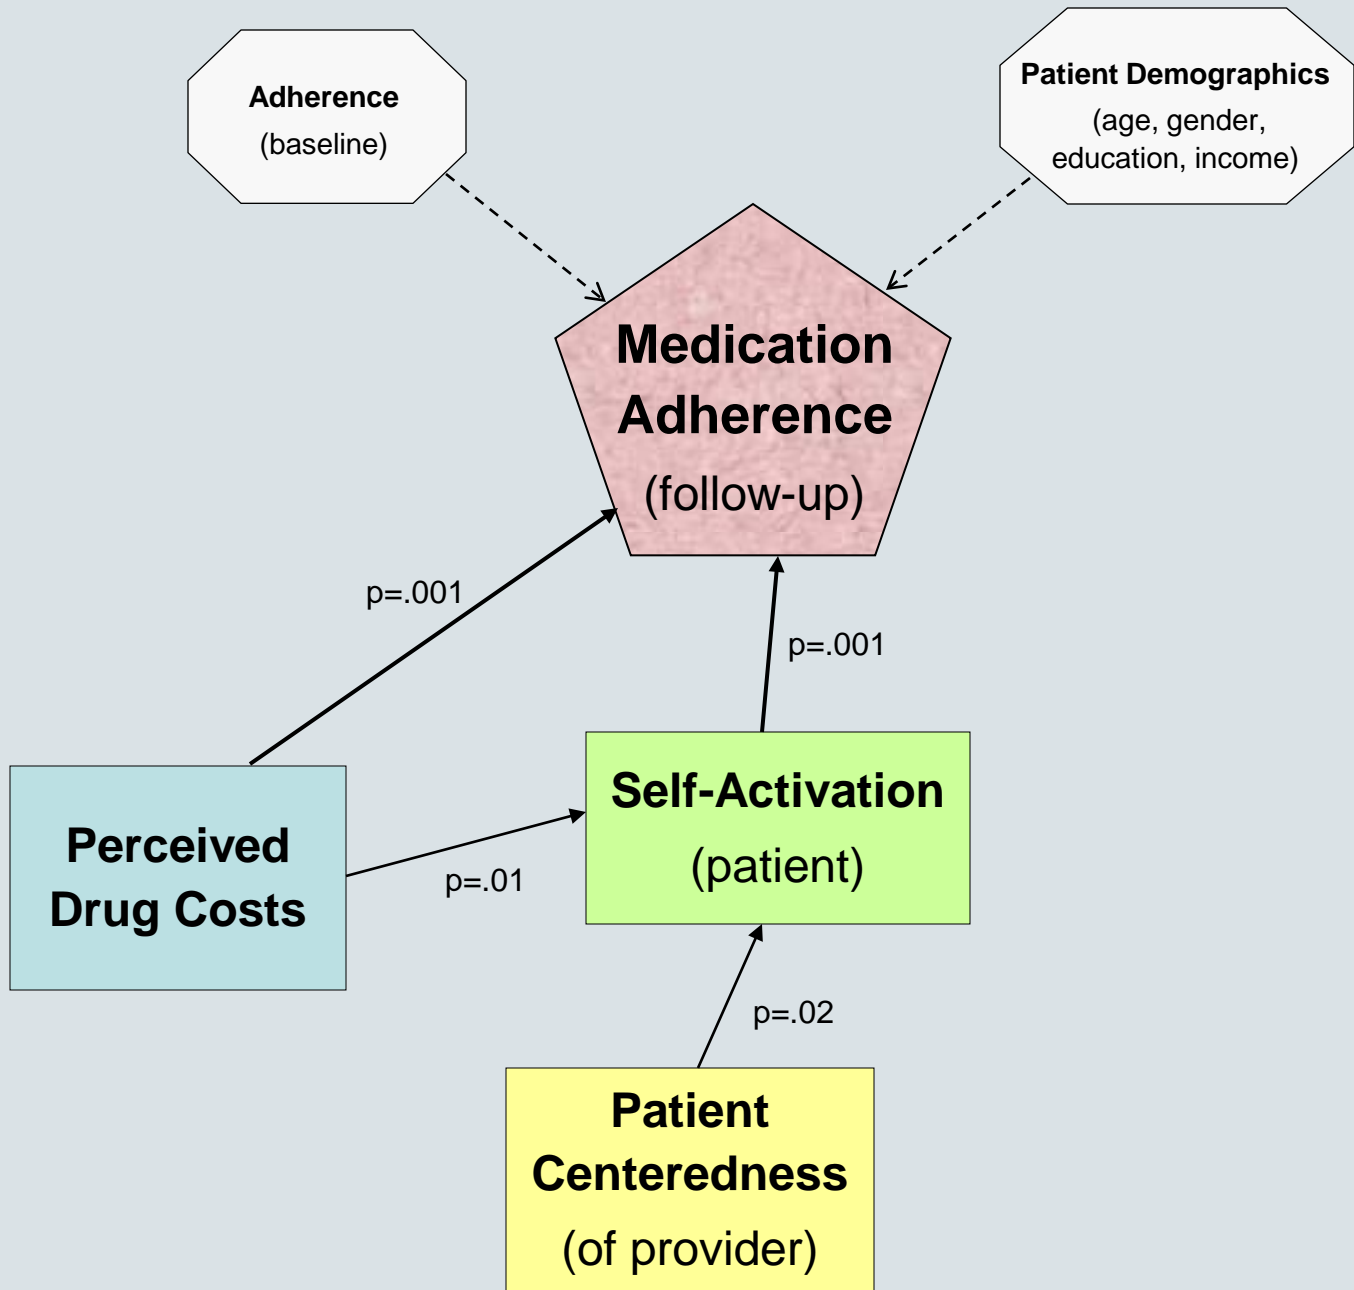 Adherence
(baseline)
Patient Demographics
(age, gender,
education, income)
Medication
Adherence
(follow-up)
p=.001
p=.001
Perceived
Drug Costs
p=.01
Self-Activation
(patient)
p=.02
Patient
Centeredness
(of provider)